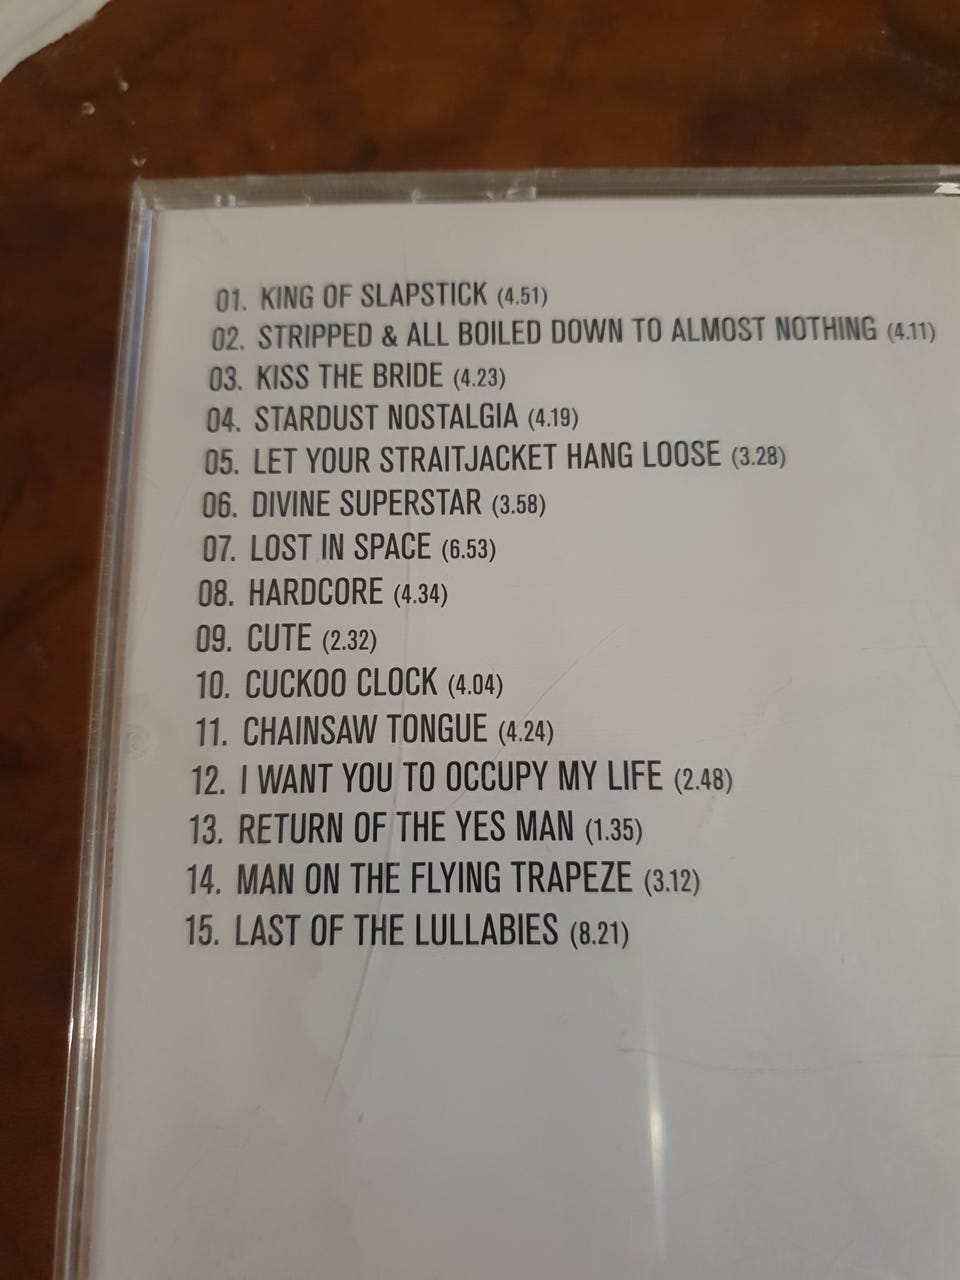 01. KING OF SLAPSTICK (4.51)
02. STRIPPED & ALL BOILED DOWN TO ALMOST NOTHING (4.11)
03. KISS THE BRIDE (4.23)
04. STARDUST NOSTALGIA (4.19)
05. LET YOUR STRAITJACKET HANG LOOSE (3.28)
06. DIVINE SUPERSTAR (3.58)
07. LOST IN SPACE (6.53)
08. HARDCORE (4.34)
09. CUTE (2.32)
10. CUCKOO CLOCK (4.04)
11. CHAINSAW TONGUE (4.24)
12. I WANT YOU TO OCCUPY MY LIFE (2.48)
13. RETURN OF THE YES MAN (1.35)
14. MAN ON THE FLYING TRAPEZE (3.12)
15. LAST OF THE LULLABIES (8.21)